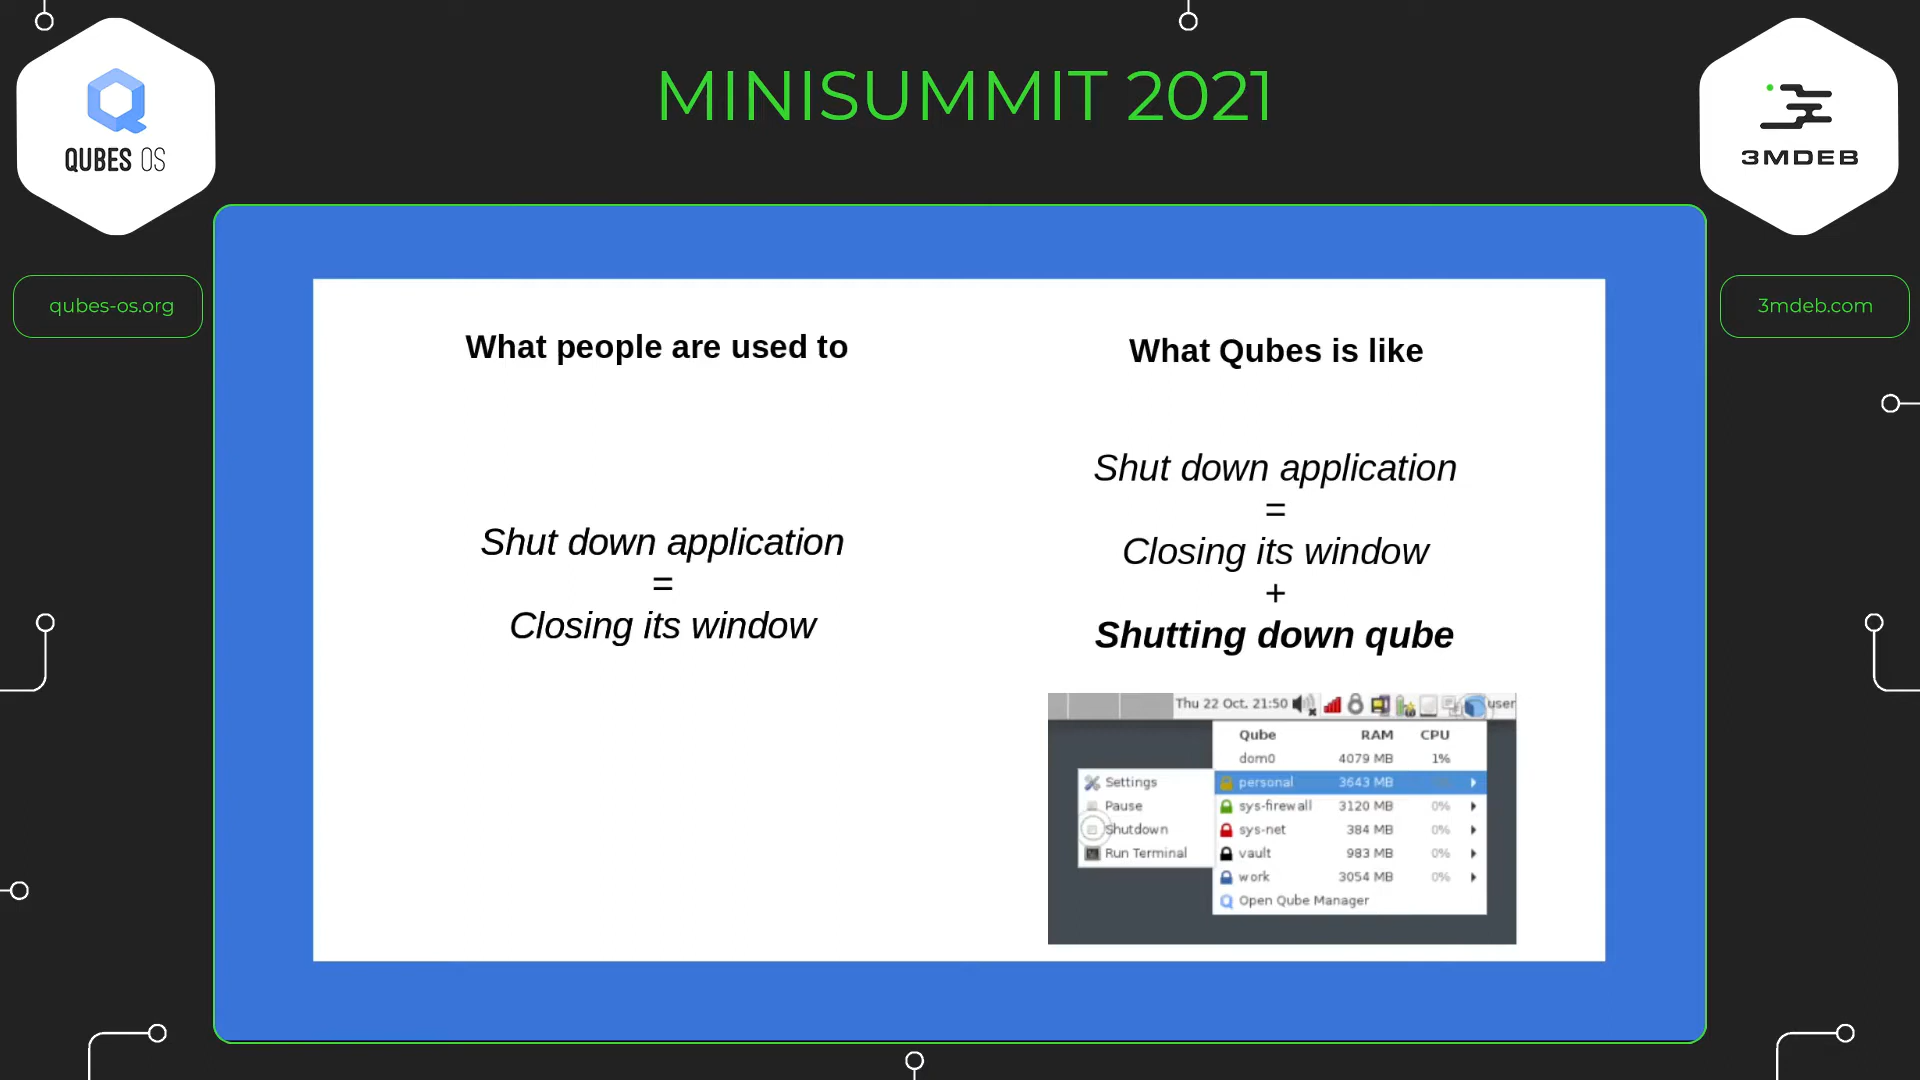 MINISUMMIT 2021
QUBES OS
3MDEB
qubes-os.org
3mdeb.com
What people are used to
Shut down application
=
Closing its window
What Qubes is like
Shut down application
=
Closing its window
+
Shutting down qube
Thu 22 Oct. 21:50 user
Qube RAM CPU
dom0 4079 MB 1%
personal 3643 MB
sys-firewall 3120 MB 0%
sys-net 384 MB 0%
vault 983 MB 0%
work 3054 MB 0%
Open Qube Manager
Settings
Pause
Shutdown
Run Terminal